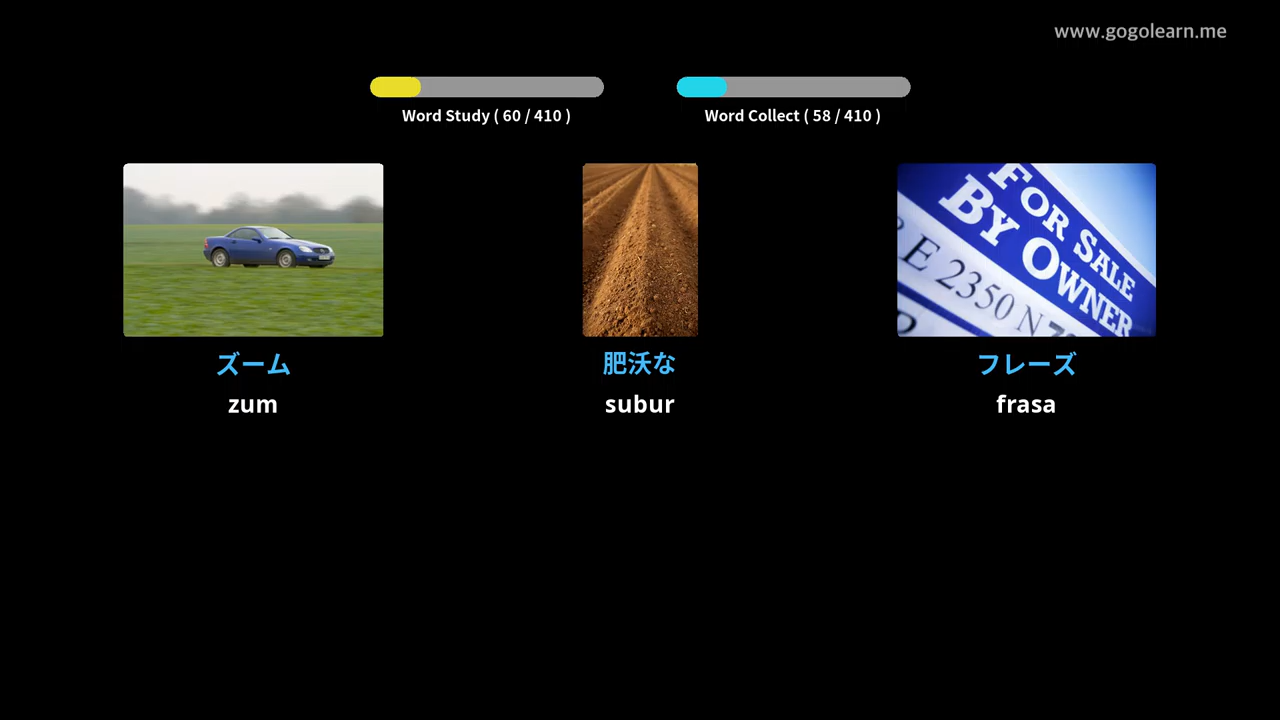 www.gogolearn.me
Word Study ( 60 / 410 )
Word Collect ( 58 / 410 )
FOR SALE
BY OWNER
E 2350 N
ズーム
肥沃な
フレーズ
zum
subur
frasa